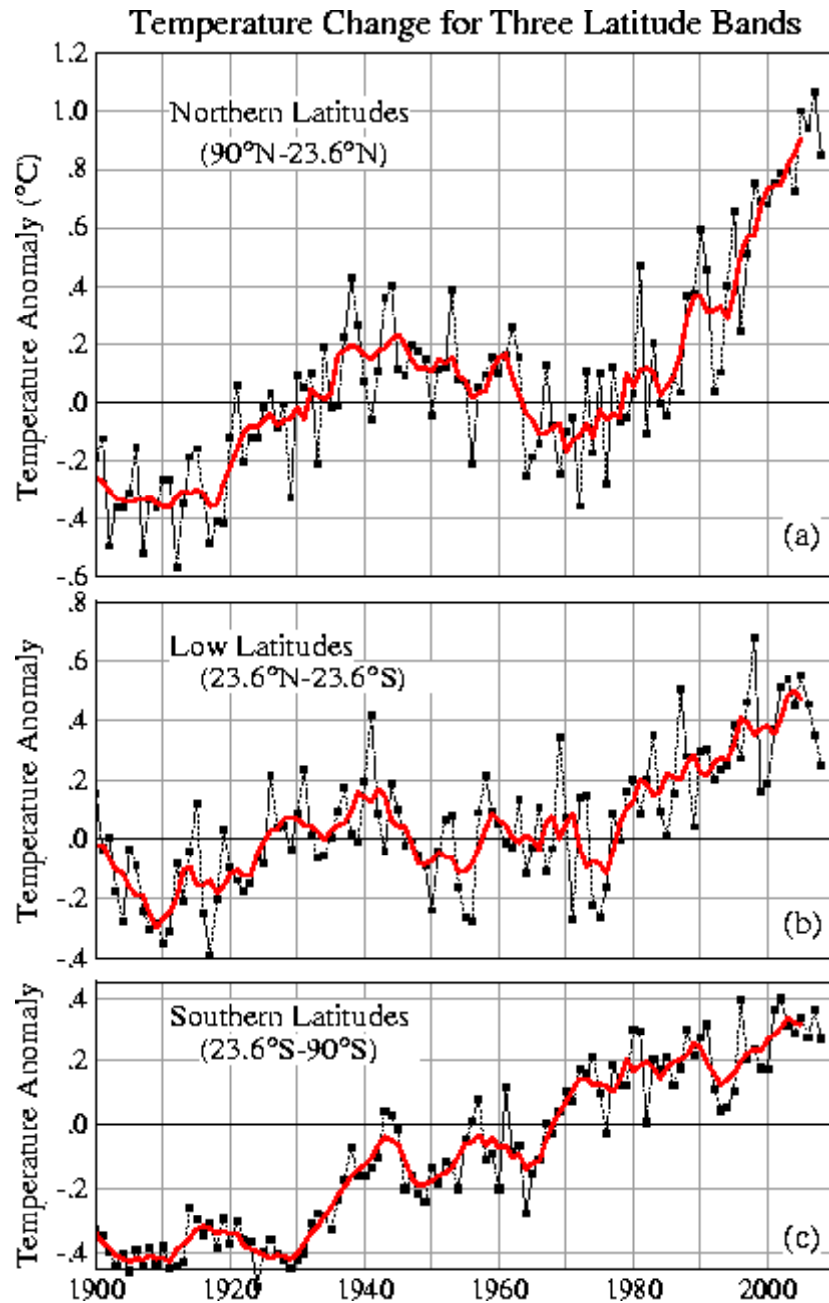 Temperature Change for Three Latitude Bands
1.2
1.0
.8
.6
.4
.2
.0
-.2
-.4
-.6
Temperature Anomaly (°C)
Northern Latitudes
(90°N-23.6°N)
(a)
.8
.6
.4
.2
.0
-.2
-.4
Temperature Anomaly
Low Latitudes
(23.6°N-23.6°S)
(b)
.4
.2
.0
-.2
-.4
Temperature Anomaly
Southern Latitudes
(23.6°S-90°S)
(c)
1900 1920 1940 1960 1980 2000